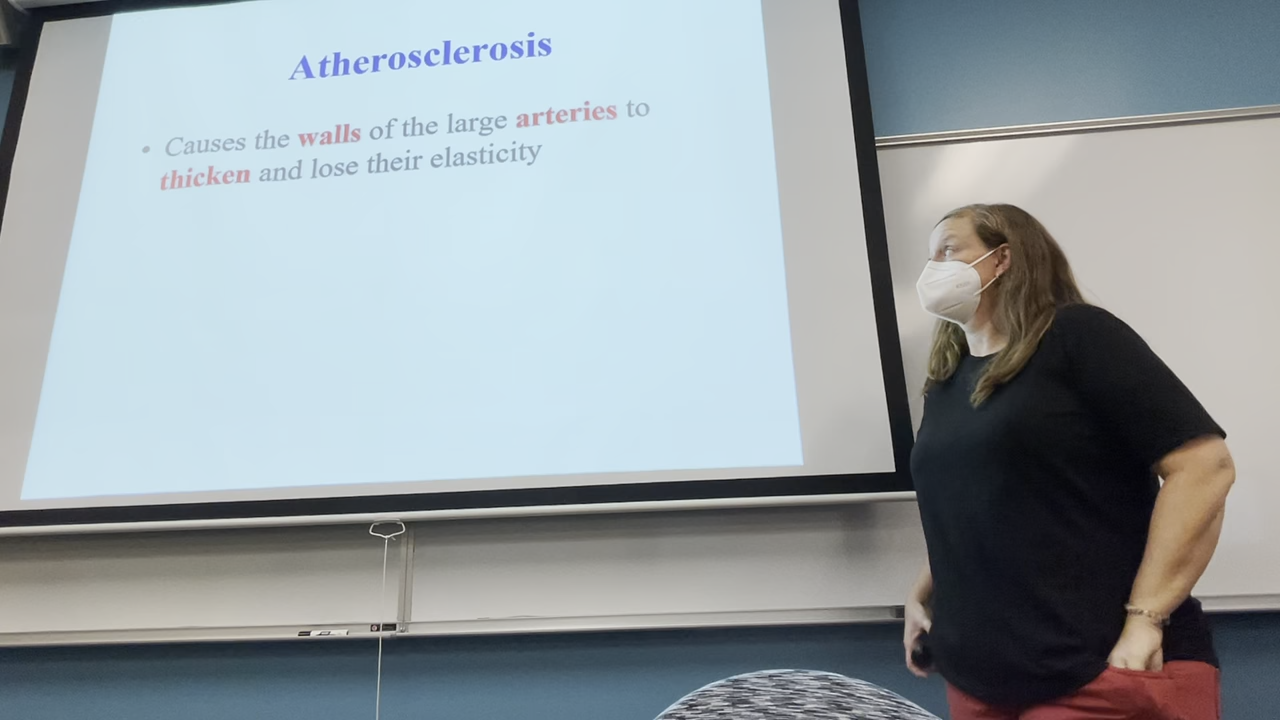 Atherosclerosis
• Causes the walls of the large arteries to
thicken and lose their elasticity